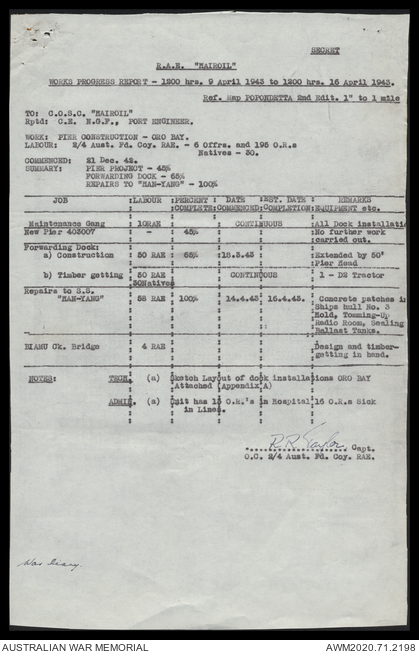 SECRET
R.A.E. "MAIROIL"
WORKS PROGRESS REPORT - 1200 hrs. 9 April 1943 to 1200 hrs. 16 April 1943.
Ref. Map POPONDETTA 2nd Edit. 1" to 1 mile
TO: C.O.S.C. "MAIROIL"
Rptd: C.E. N.G.F., PORT ENGINEER.
WORK: PIER CONSTRUCTION - ORO BAY.
LABOUR: 2/4 Aust. Fd. Coy. RAE. - 6 Offrs. and 195 O.R.s
Natives - 30.
COMMENCED: 21 Dec. 42.
SUMMARY: PIER PROJECT - 45%
FORWARDING DOCK - 65%
REPAIRS TO "HAN-YANG" - 100%
JOB :LABOUR :PERCENT : DATE :EST. DATE : REMARKS
:COMPLETE:COMMENCED:COMPLETION:EQUIPMENT etc.
Maintenance Gang : 10RAE : : CONTINUOUS :All Dock installatio
New Pier 403007 : - : 45% : : :No further work
carried out.
Forwarding Dock:
a) Construction : 30 RAE : 65% :15.3.43 : :Extended by 50'
Pier Head
b) Timber getting : 50 RAE : : CONTINUOUS : 1 - D2 Tractor
:30Natives
Repairs to S.S.
"HAN-YANG" : 58 RAE : 100% : 14.4.43 :16.4.43. : Concrete patches in
Ships hull No. 3
Hold, Tomming-Up
Radio Room, Sealing
Ballast Tanks.
BIAMU Ck. Bridge : 4 RAE : : : :Design and timber-
getting in hand.
NOTES: TECH. (a) Sketch Layout of dock installations ORO BAY
Attached (Appendix A)
ADMIN. (a) Unit has 15 O.R.'s in Hospital 16 O.R.s Sick
in Lines.
R.R. Taylor Capt.
O.C. 2/4 Aust. Fd. Coy. RAE.
War Diary.
AUSTRALIAN WAR MEMORIAL
AWM2020.71.2198